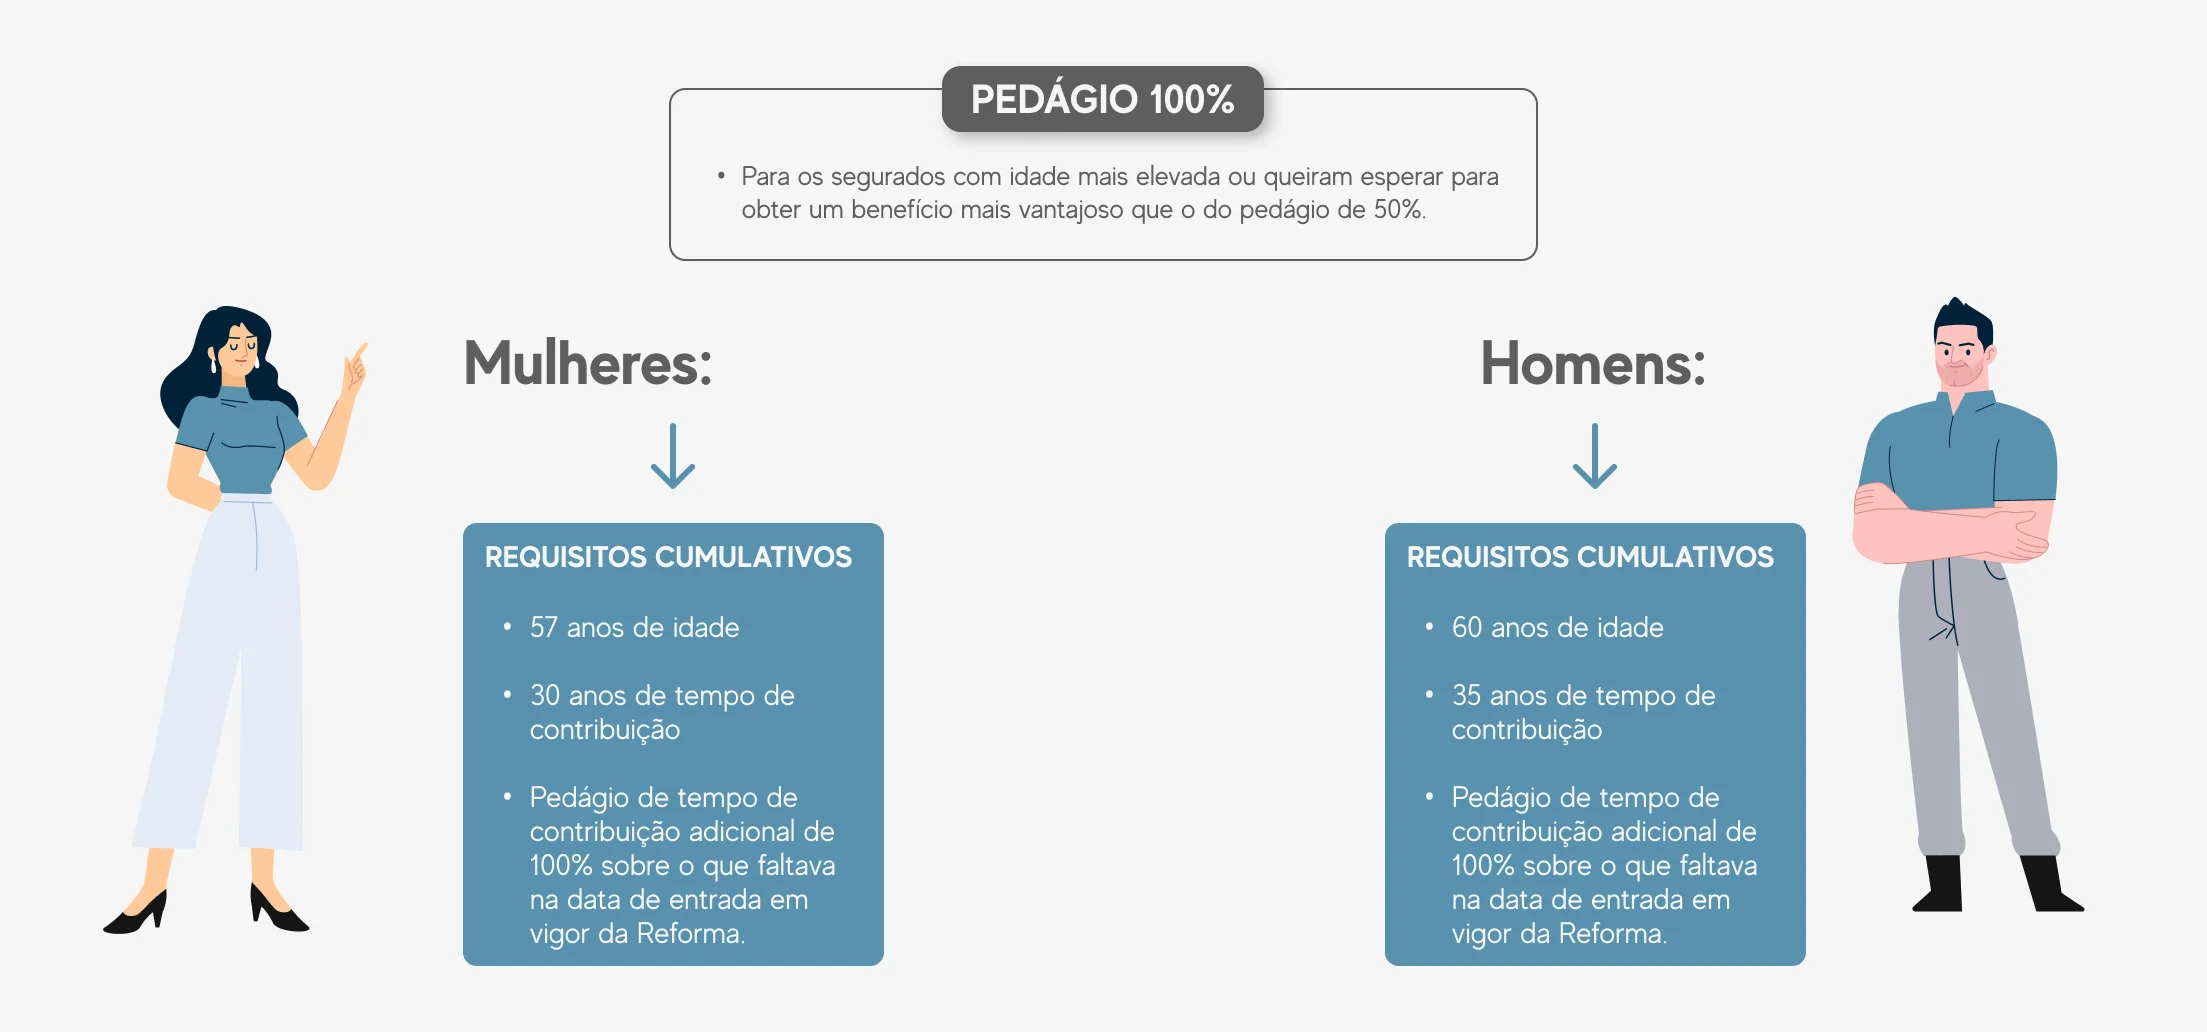 PEDÁGIO 100%
• Para os segurados com idade mais elevada ou queiram esperar para
obter um benefício mais vantajoso que o do pedágio de 50%.
Mulheres:
REQUISITOS CUMULATIVOS
• 57 anos de idade
• 30 anos de tempo de
contribuição
• Pedágio de tempo de
contribuição adicional de
100% sobre o que faltava
na data de entrada em
vigor da Reforma.
Homens:
REQUISITOS CUMULATIVOS
• 60 anos de idade
• 35 anos de tempo de
contribuição
• Pedágio de tempo de
contribuição adicional de
100% sobre o que faltava
na data de entrada em
vigor da Reforma.